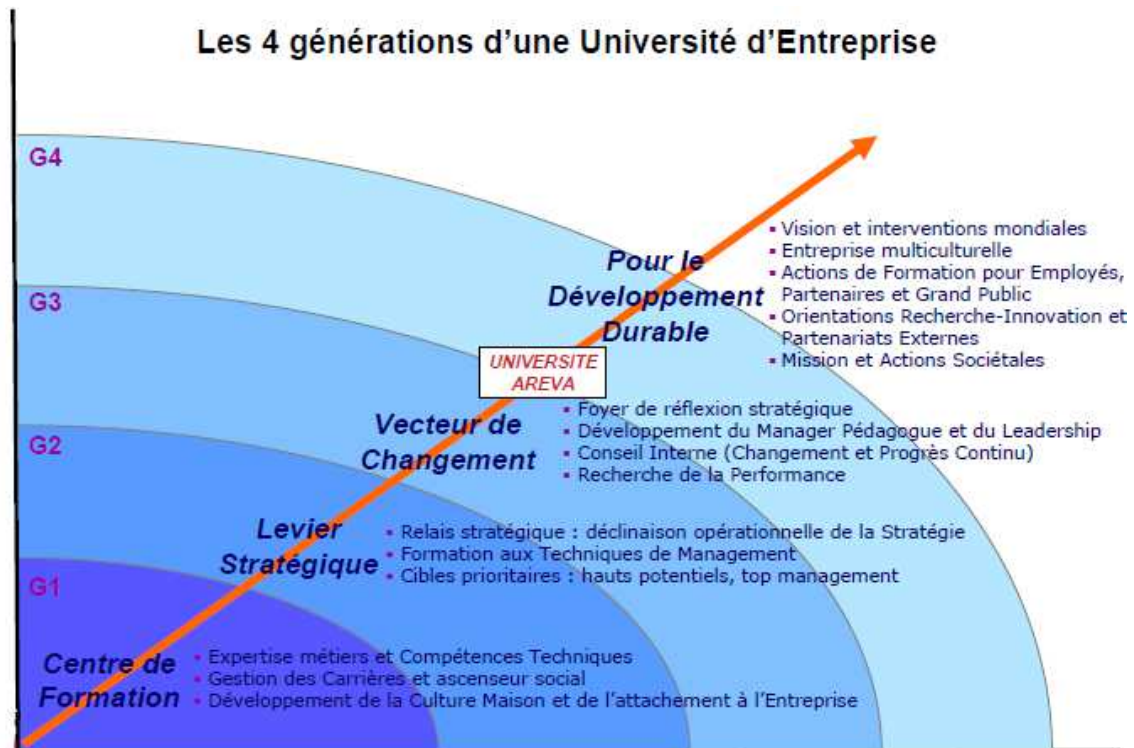 Les 4 générations d'une Université d'Entreprise
G4
▪ Vision et interventions mondiales
▪ Entreprise multiculturelle
▪ Actions de Formation pour Employés,
Partenaires et Grand Public
▪ Orientations Recherche-Innovation et
Partenariats Externes
▪ Mission et Actions Sociétales
Pour le
Développement
Durable
G3
UNIVERSITE
AREVA
Vecteur de
Changement
▪ Foyer de réflexion stratégique
▪ Développement du Manager Pédagogue et du Leadership
▪ Conseil Interne (Changement et Progrès Continu)
▪ Recherche de la Performance
G2
Levier
Stratégique
▪ Relais stratégique : déclinaison opérationnelle de la Stratégie
▪ Formation aux Techniques de Management
▪ Cibles prioritaires : hauts potentiels, top management
G1
Centre de
Formation
▪ Expertise métiers et Compétences Techniques
▪ Gestion des Carrières et ascenseur social
▪ Développement de la Culture Maison et de l'attachement à l'Entreprise